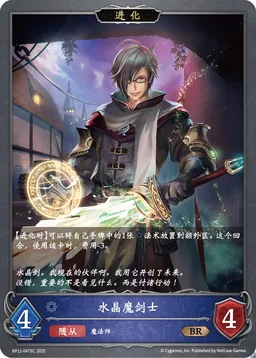 进化
【进化时】可以将自己手牌中的1张 法术放置到额外区。这个回
合，使用该卡时，费用-3。
水晶剑。我现在的伙伴啊。我用它开创了未来。
没错，重要的不是看见什么。而是付诸行动！
4
水晶魔剑士
4
随从
魔法师
BR
BP11-047SC 2025
© Cygames, Inc. Published by NetEase Games